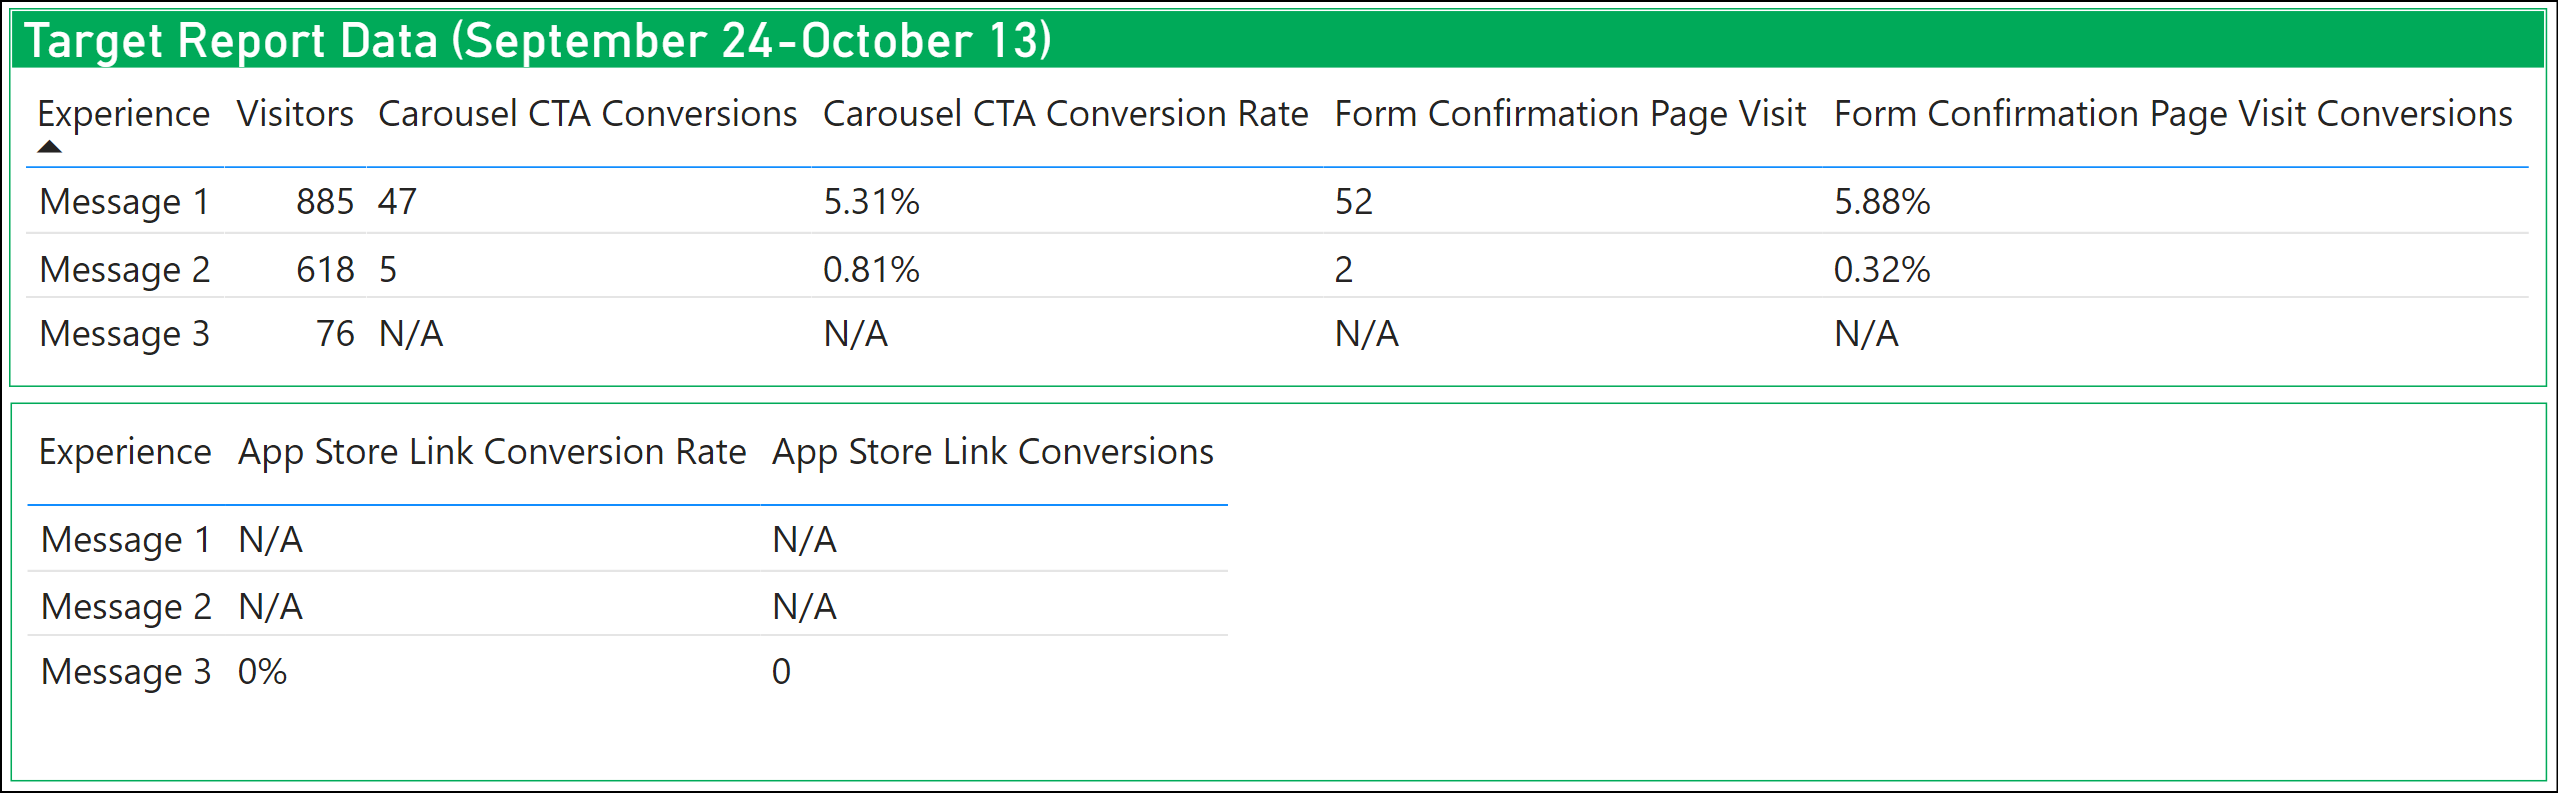 Target Report Data (September 24-October 13)
Experience Visitors Carousel CTA Conversions Carousel CTA Conversion Rate Form Confirmation Page Visit Form Confirmation Page Visit Conversions
Message 1 885 47 5.31% 52 5.88%
Message 2 618 5 0.81% 2 0.32%
Message 3 76 N/A N/A N/A N/A
Experience App Store Link Conversion Rate App Store Link Conversions
Message 1 N/A N/A
Message 2 N/A N/A
Message 3 0% 0